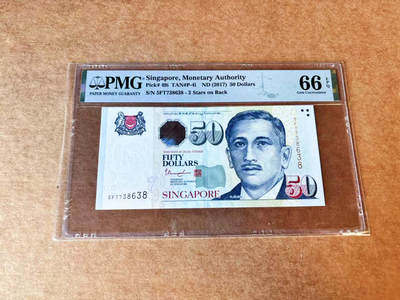 PMG
PAPER MONEY GUARANTY
Singapore, Monetary Authority
Pick# 49i TAN#P-4i ND (2017) 50 Dollars
S/N 5FT738638 - 2 Stars on Back
66 EPQ
Gem Uncirculated
50
FIFTY
DOLLARS
SINGAPORE
5FT738638
50